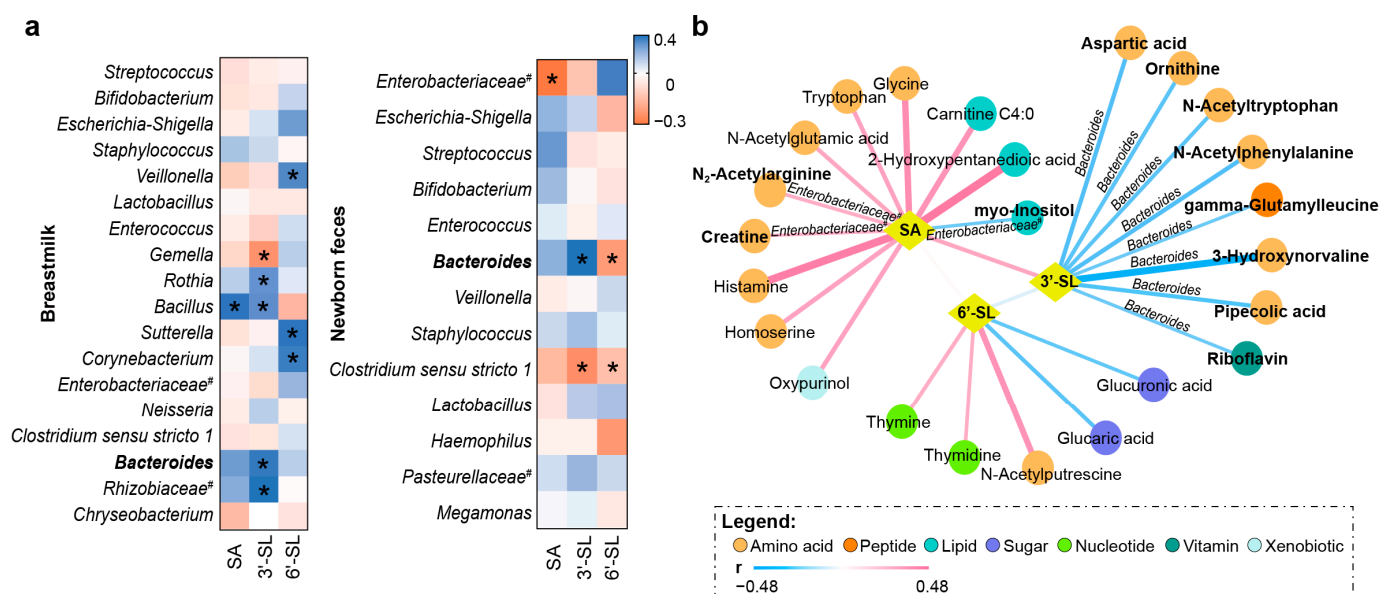 a
Breastmilk
Streptococcus
Bifidobacterium
Escherichia-Shigella
Staphylococcus
Veillonella
*
Lactobacillus
Enterococcus
Gemella
*
Rothia
*
Bacillus
* *
Sutterella
*
Corynebacterium
*
Enterobacteriaceae#
Neisseria
Clostridium sensu stricto 1
Bacteroides
*
Rhizobiaceae#
*
Chryseobacterium
SA
3'-SL
6'-SL
Newborn feces
Enterobacteriaceae#
*
Escherichia-Shigella
Streptococcus
Bifidobacterium
Enterococcus
Bacteroides
* *
Veillonella
Staphylococcus
Clostridium sensu stricto 1
* *
Lactobacillus
Haemophilus
Pasteurellaceae#
Megamonas
SA
3'-SL
6'-SL
0.4
0
−0.3
b
Aspartic acid
Ornithine
N-Acetyltryptophan
N-Acetylphenylalanine
gamma-Glutamylleucine
3-Hydroxynorvaline
Pipecolic acid
Riboflavin
Bacteroides
Bacteroides
Bacteroides
Bacteroides
Bacteroides
Bacteroides
Bacteroides
Bacteroides
Glycine
Tryptophan
Carnitine C4:0
N-Acetylglutamic acid
2-Hydroxypentanedioic acid
N2-Acetylarginine
Enterobacteriaceae#
myo-Inositol
Enterobacteriaceae#
Creatine
Enterobacteriaceae#
SA
Histamine
3'-SL
Homoserine
6'-SL
Oxypurinol
Glucuronic acid
Thymine
Glucaric acid
Thymidine
N-Acetylputrescine
Legend:
Amino acid Peptide Lipid Sugar Nucleotide Vitamin Xenobiotic
r
−0.48 0.48